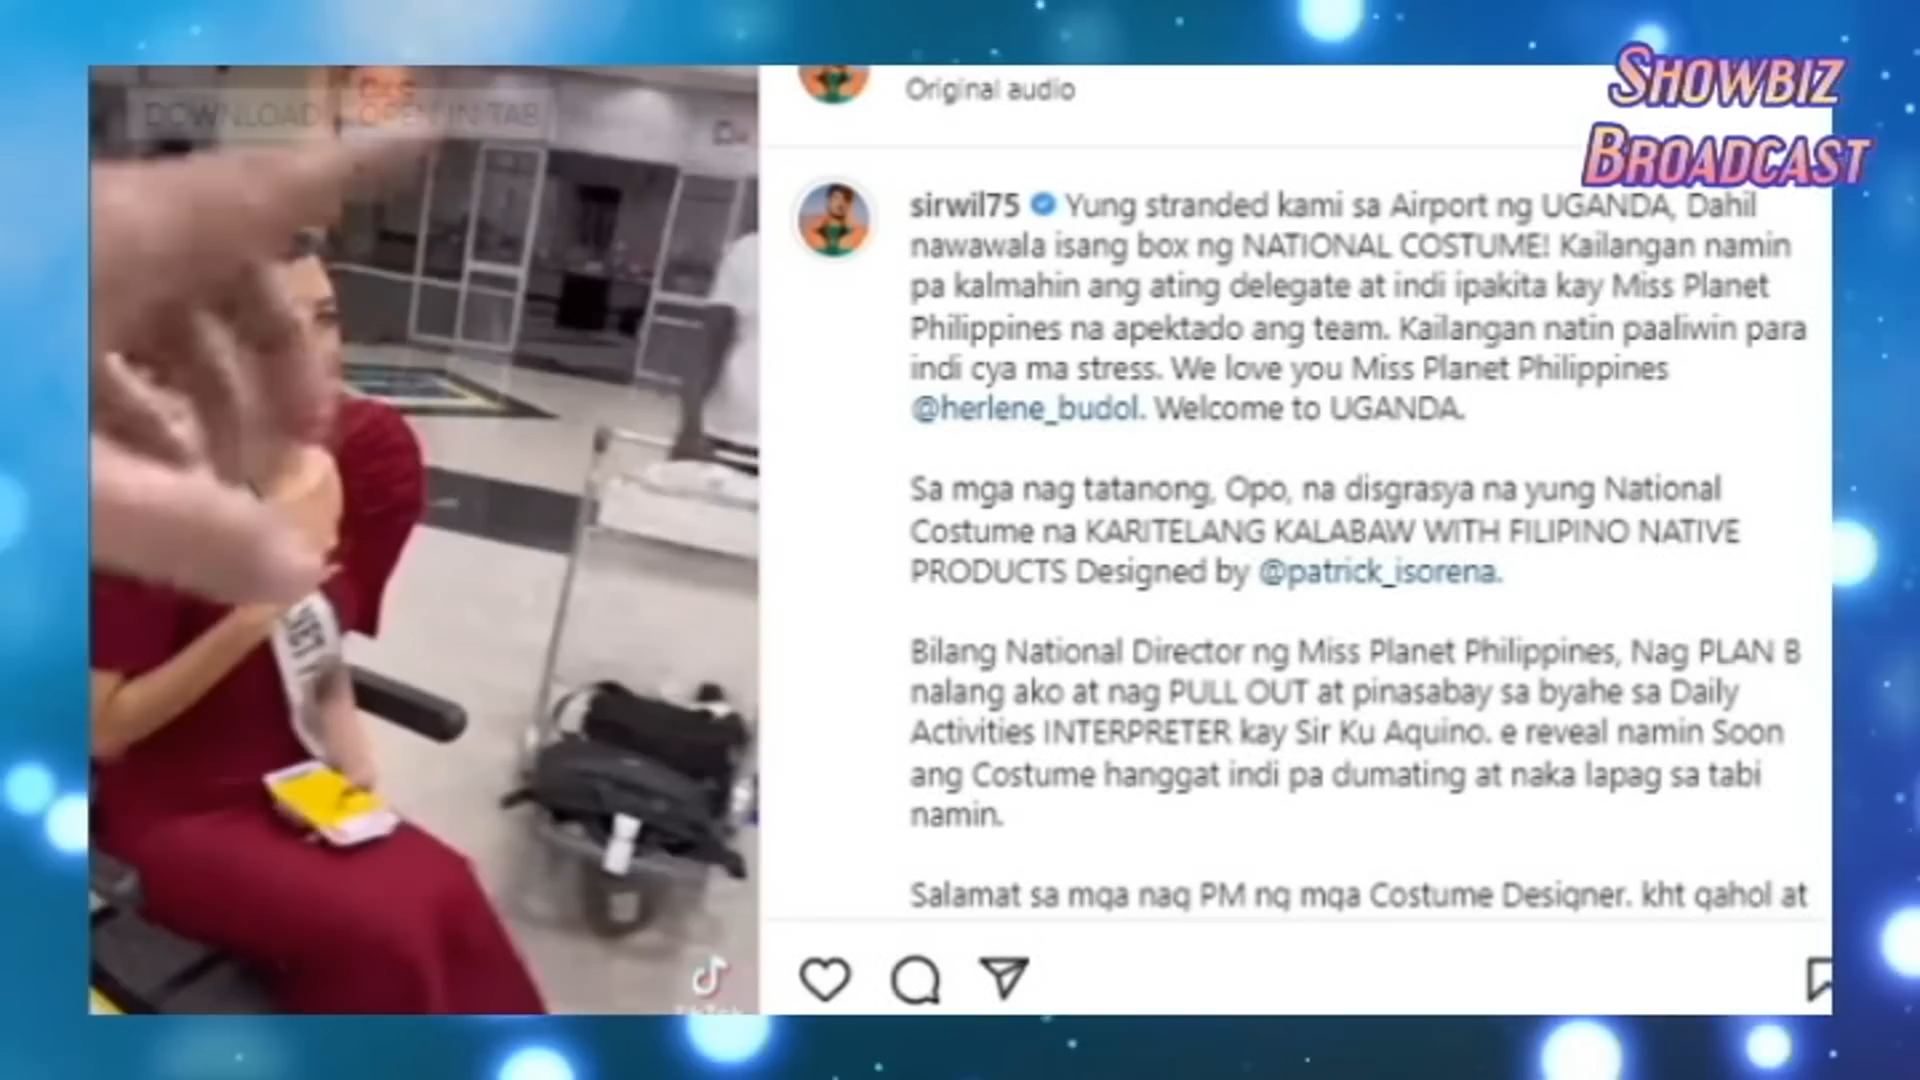 SHOWBIZ
BROADCAST
DOWNLOAD
OPEN IN TAB
Original audio
sirwil75 Yung stranded kami sa Airport ng UGANDA, Dahil
nawawala isang box ng NATIONAL COSTUME! Kailangan namin
pa kalmahin ang ating delegate at indi ipakita kay Miss Planet
Philippines na apektado ang team. Kailangan natin paaliwin para
indi cya ma stress. We love you Miss Planet Philippines
@herlene_budol. Welcome to UGANDA.
Sa mga nag tatanong, Opo, na disgrasya na yung National
Costume na KARITELANG KALABAW WITH FILIPINO NATIVE
PRODUCTS Designed by @patrick_isorena.
Bilang National Director ng Miss Planet Philippines, Nag PLAN B
nalang ako at nag PULL OUT at pinasabay sa byahe sa Daily
Activities INTERPRETER kay Sir Ku Aquino. e reveal namin Soon
ang Costume hanggat indi pa dumating at naka lapag sa tabi
namin.
Salamat sa mga nag PM ng mga Costume Designer. kht gahol at